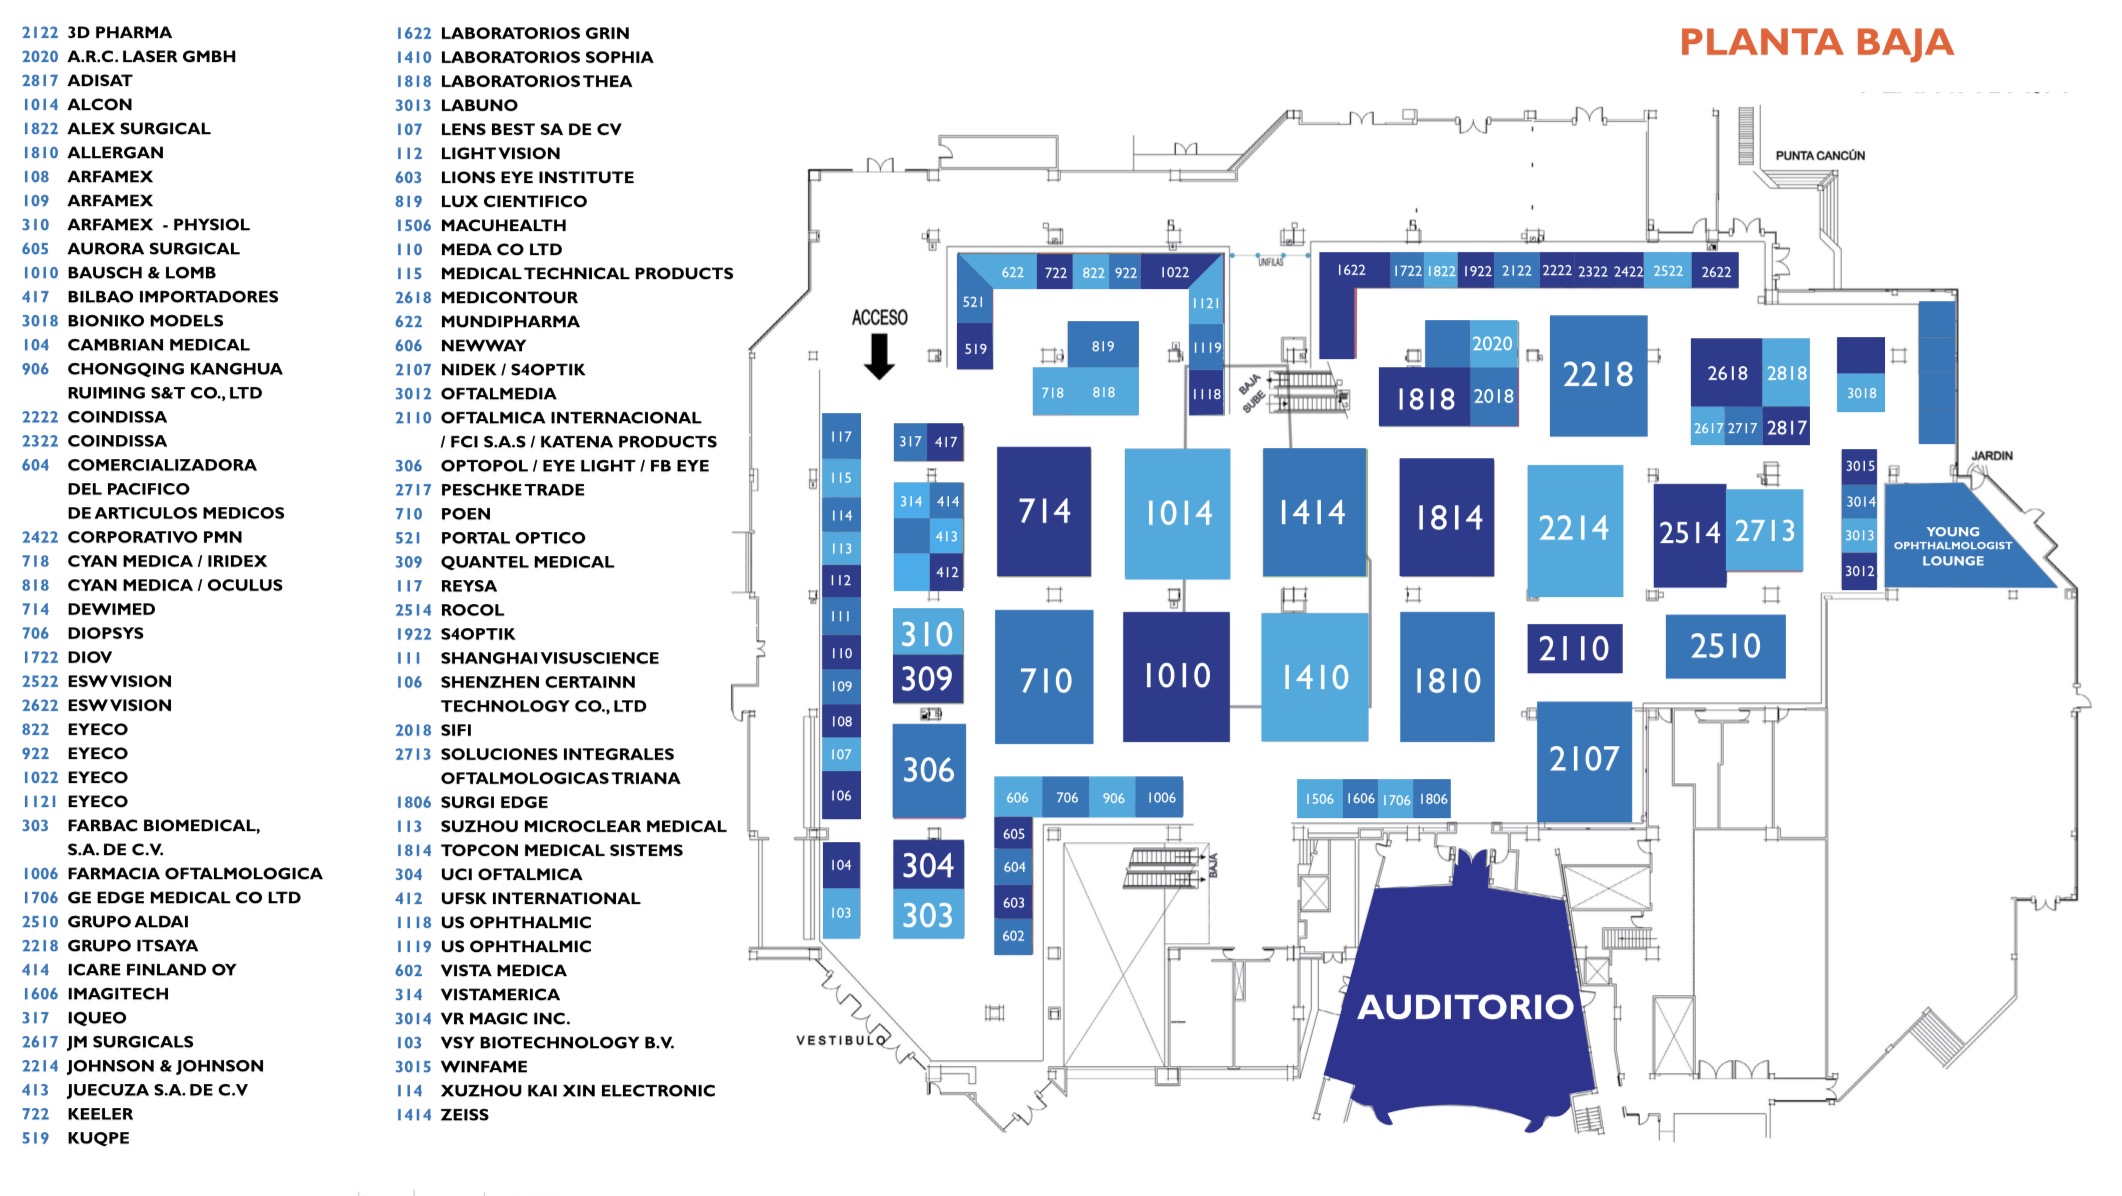 2122 3D PHARMA
2020 A.R.C. LASER GMBH
2817 ADISAT
1014 ALCON
1822 ALEX SURGICAL
1810 ALLERGAN
108 ARFAMEX
109 ARFAMEX
310 ARFAMEX - PHYSIOL
605 AURORA SURGICAL
1010 BAUSCH & LOMB
417 BILBAO IMPORTADORES
3018 BIONIKO MODELS
104 CAMBRIAN MEDICAL
906 CHONGQING KANGHUA
RUIMING S&T CO., LTD
2222 COINDISSA
2322 COINDISSA
604 COMERCIALIZADORA
DEL PACIFICO
DE ARTICULOS MEDICOS
2422 CORPORATIVO PMN
718 CYAN MEDICA / IRIDEX
818 CYAN MEDICA / OCULUS
714 DEWIMED
706 DIOPSYS
1722 DIOV
2522 ESW VISION
2622 ESW VISION
822 EYECO
922 EYECO
1022 EYECO
1121 EYECO
303 FARBAC BIOMEDICAL,
S.A. DE C.V.
1006 FARMACIA OFTALMOLOGICA
1706 GE EDGE MEDICAL CO LTD
2510 GRUPO ALDAI
2218 GRUPO ITSAYA
414 ICARE FINLAND OY
1606 IMAGITECH
317 IQUEO
2617 JM SURGICALS
2214 JOHNSON & JOHNSON
413 JUECUZA S.A. DE C.V
722 KEELER
519 KUQPE
1622 LABORATORIOS GRIN
1410 LABORATORIOS SOPHIA
1818 LABORATORIOS THEA
3013 LABUNO
107 LENS BEST SA DE CV
112 LIGHT VISION
603 LIONS EYE INSTITUTE
819 LUX CIENTIFICO
1506 MACUHEALTH
110 MEDA CO LTD
115 MEDICAL TECHNICAL PRODUCTS
2618 MEDICONTOUR
622 MUNDIPHARMA
606 NEWWAY
2107 NIDEK / S4OPTIK
3012 OFTALMEDIA
2110 OFTALMICA INTERNACIONAL
/ FCI S.A.S / KATENA PRODUCTS
306 OPTOPOL / EYE LIGHT / FB EYE
2717 PESCHKE TRADE
710 POEN
521 PORTAL OPTICO
309 QUANTEL MEDICAL
117 REYSA
2514 ROCOL
1922 S4OPTIK
111 SHANGHAI VISUSCIENCE
106 SHENZHEN CERTAINN
TECHNOLOGY CO., LTD
2018 SIFI
2713 SOLUCIONES INTEGRALES
OFTALMOLOGICAS TRIANA
1806 SURGI EDGE
113 SUZHOU MICROCLEAR MEDICAL
1814 TOPCON MEDICAL SISTEMS
304 UCI OFTALMICA
412 UFSK INTERNATIONAL
1118 US OPHTHALMIC
1119 US OPHTHALMIC
602 VISTA MEDICA
314 VISTAMERICA
3014 VR MAGIC INC.
103 VSY BIOTECHNOLOGY B.V.
3015 WINFAME
114 XUZHOU KAI XIN ELECTRONIC
1414 ZEISS
PLANTA BAJA
PUNTA CANCÚN
UNIFILAS
622 722 822 922 1022
1622 1722 1822 1922 2122 2222 2322 2422 2522 2622
521 1121
ACCESO
519 819 1119
2020
2218
2618 2818
3018
718 818 1118
BAJA
SUBE
1818 2018
2617 2717 2817
117 317 417
115
114
113
112
111
110
109
108
107
106
104
103
314 414
413
412
310
309
306
304
303
714 1014 1414 1814 2214 2514 2713
3015
3014
3013
3012
JARDIN
YOUNG
OPHTHALMOLOGIST
LOUNGE
710 1010 1410 1810 2110 2510
2107
606 706 906 1006
605
604
603
602
1506 1606 1706 1806
BAJA
AUDITORIO
VESTIBULO